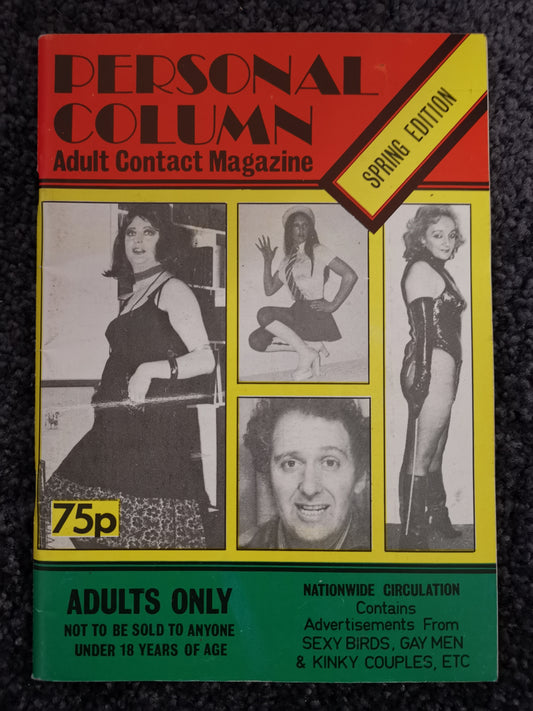 PERSONAL
COLUMN
Adult Contact Magazine
SPRING EDITION
75p
ADULTS ONLY
NOT TO BE SOLD TO ANYONE
UNDER 18 YEARS OF AGE
NATIONWIDE CIRCULATION
Contains
Advertisements From
SEXY BIRDS, GAY MEN
& KINKY COUPLES, ETC